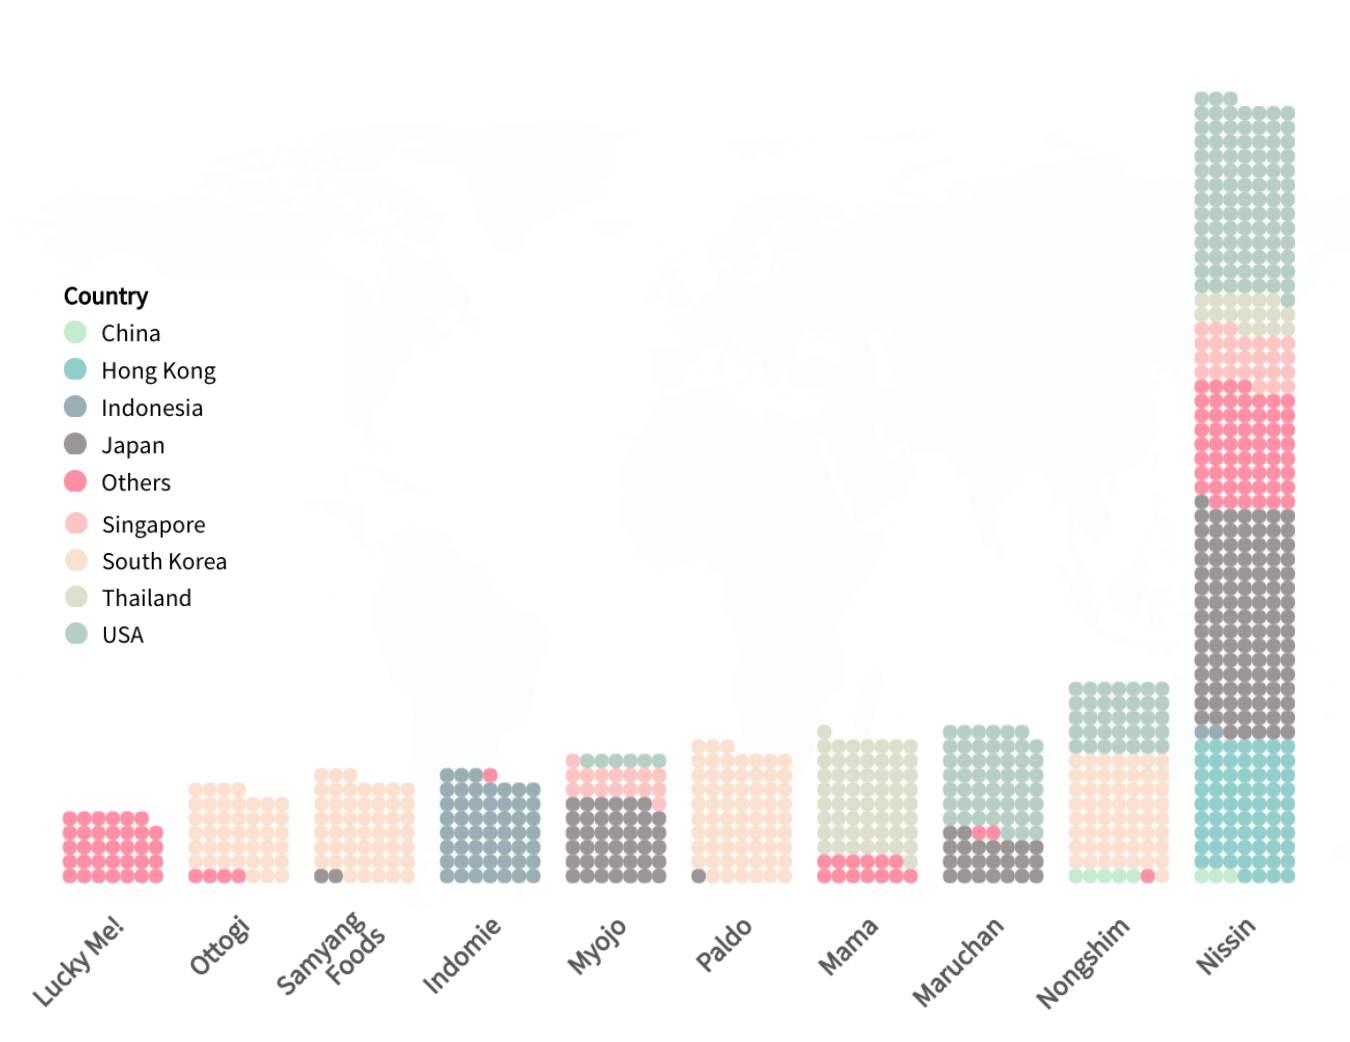 Country
China
Hong Kong
Indonesia
Japan
Others
Singapore
South Korea
Thailand
USA
Lucky Me!
Ottogi
Samyang
Foods
Indomie
Myojo
Paldo
Mama
Maruchan
Nongshim
Nissin